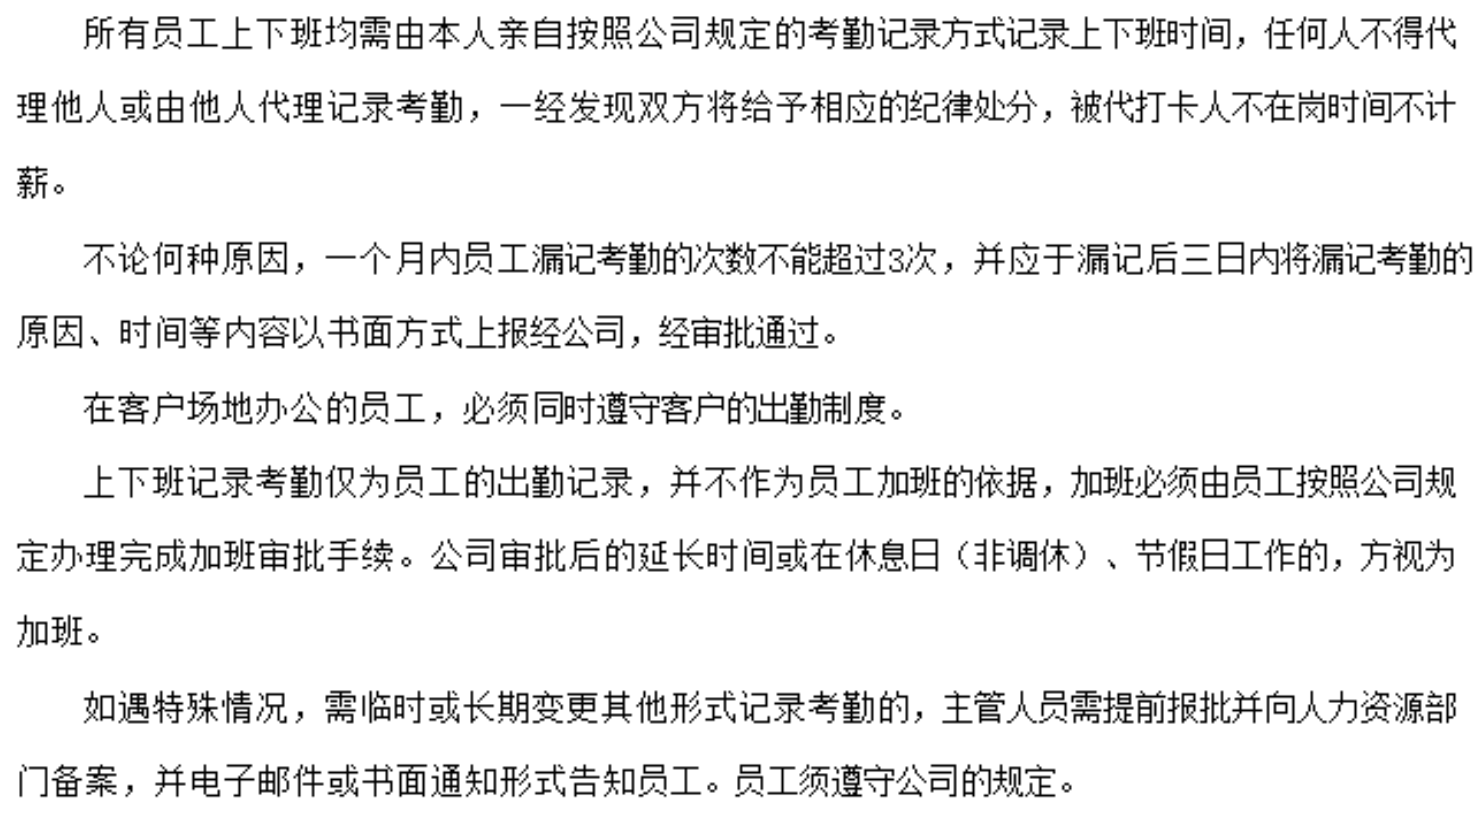 所有员工上下班均需由本人亲自按照公司规定的考勤记录方式记录上下班时间，任何人不得代
理他人或由他人代理记录考勤，一经发现双方将给予相应的纪律处分，被代打卡人不在岗时间不计
薪。
不论何种原因，一个月内员工漏记考勤的次数不能超过3次，并应于漏记后三日内将漏记考勤的
原因、时间等内容以书面方式上报经公司，经审批通过。
在客户场地办公的员工，必须同时遵守客户的出勤制度。
上下班记录考勤仅为员工的出勤记录，并不作为员工加班的依据，加班必须由员工按照公司规
定办理完成加班审批手续。公司审批后的延长时间或在休息日（非调休）、节假日工作的，方视为
加班。
如遇特殊情况，需临时或长期变更其他形式记录考勤的，主管人员需提前报批并向人力资源部
门备案，并电子邮件或书面通知形式告知员工。员工须遵守公司的规定。